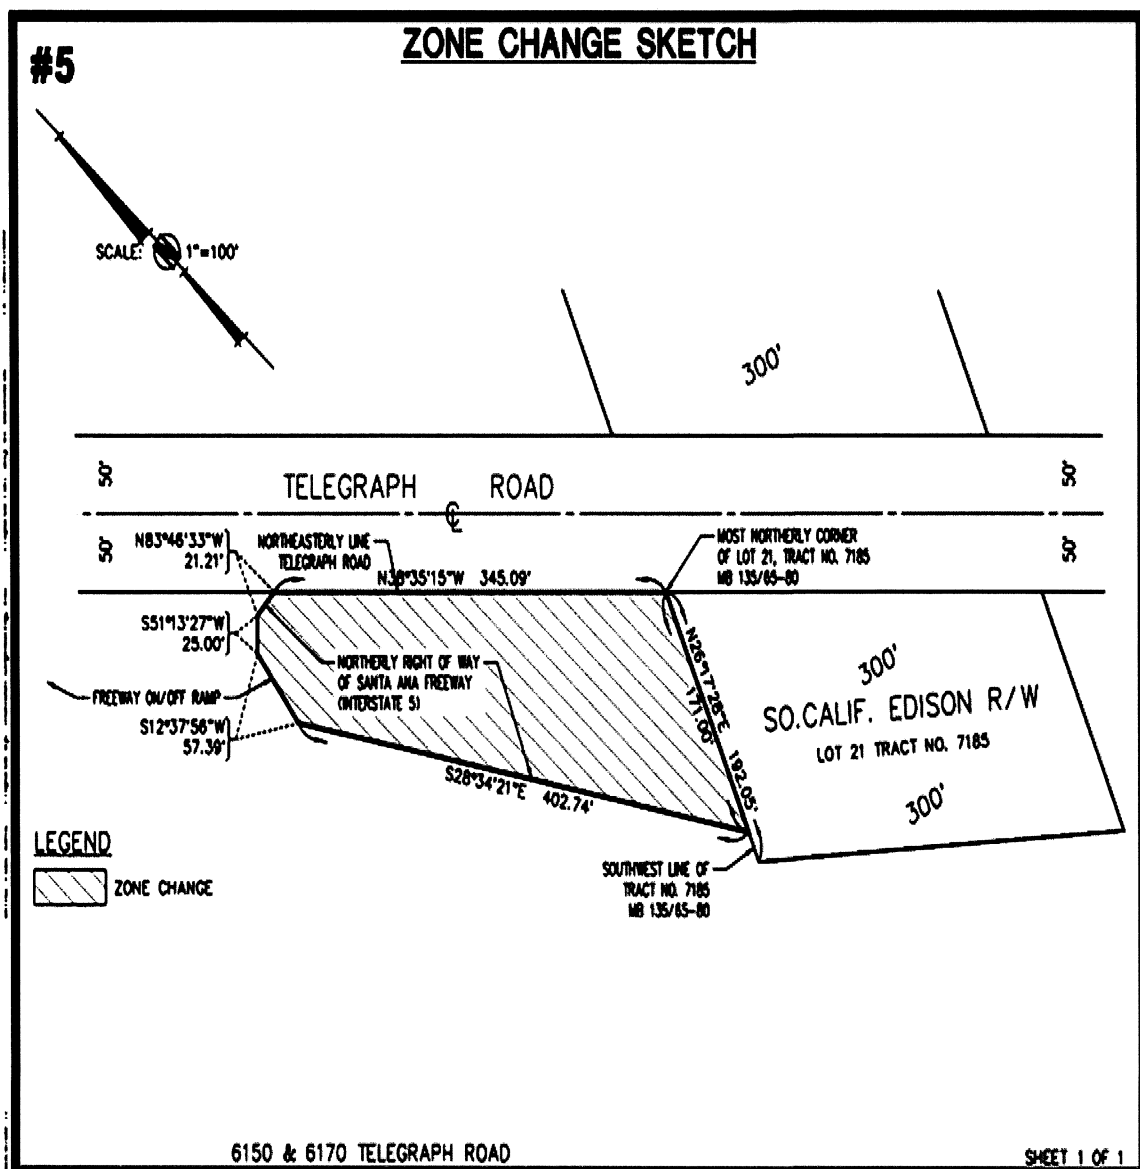 ZONE CHANGE SKETCH
#5
SCALE: 1"=100'
300'
50'
50'
TELEGRAPH ROAD
℄
50'
50'
N83°46'33"W
21.21'
NORTHEASTERLY LINE
TELEGRAPH ROAD
N38°35'15"W 345.09'
MOST NORTHERLY CORNER
OF LOT 21, TRACT NO. 7185
MB 135/65-80
S51°13'27"W
25.00'
NORTHERLY RIGHT OF WAY
OF SANTA ANA FREEWAY
(INTERSTATE 5)
FREEWAY ON/OFF RAMP
S12°37'56"W
57.39'
N26°17'28"E 192.05'
171.00'
300'
SO.CALIF. EDISON R/W
LOT 21 TRACT NO. 7185
300'
S28°34'21"E 402.74'
LEGEND
ZONE CHANGE
SOUTHWEST LINE OF
TRACT NO. 7185
MB 135/65-80
6150 & 6170 TELEGRAPH ROAD
SHEET 1 OF 1